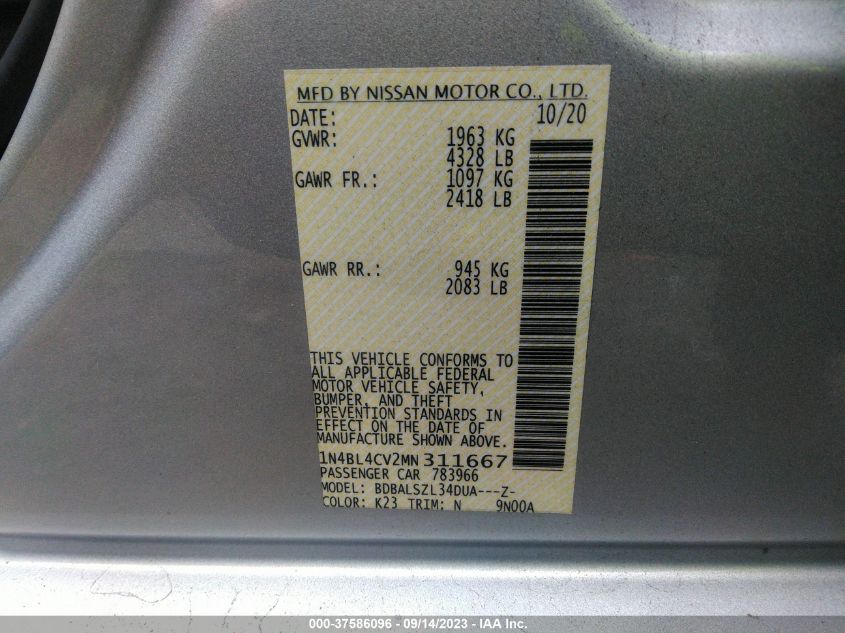 MFD BY NISSAN MOTOR CO., LTD.
DATE: 10/20
GVWR: 1963 KG
4328 LB
GAWR FR.: 1097 KG
2418 LB
GAWR RR.: 945 KG
2083 LB
THIS VEHICLE CONFORMS TO
ALL APPLICABLE FEDERAL
MOTOR VEHICLE SAFETY,
BUMPER, AND THEFT
PREVENTION STANDARDS IN
EFFECT ON THE DATE OF
MANUFACTURE SHOWN ABOVE.
1N4BL4CV2MN311667
PASSENGER CAR 783966
MODEL: BDBALSZL34DUA---Z-
COLOR: K23 TRIM: N 9N00A
000-37586096 - 09/14/2023 - IAA Inc.